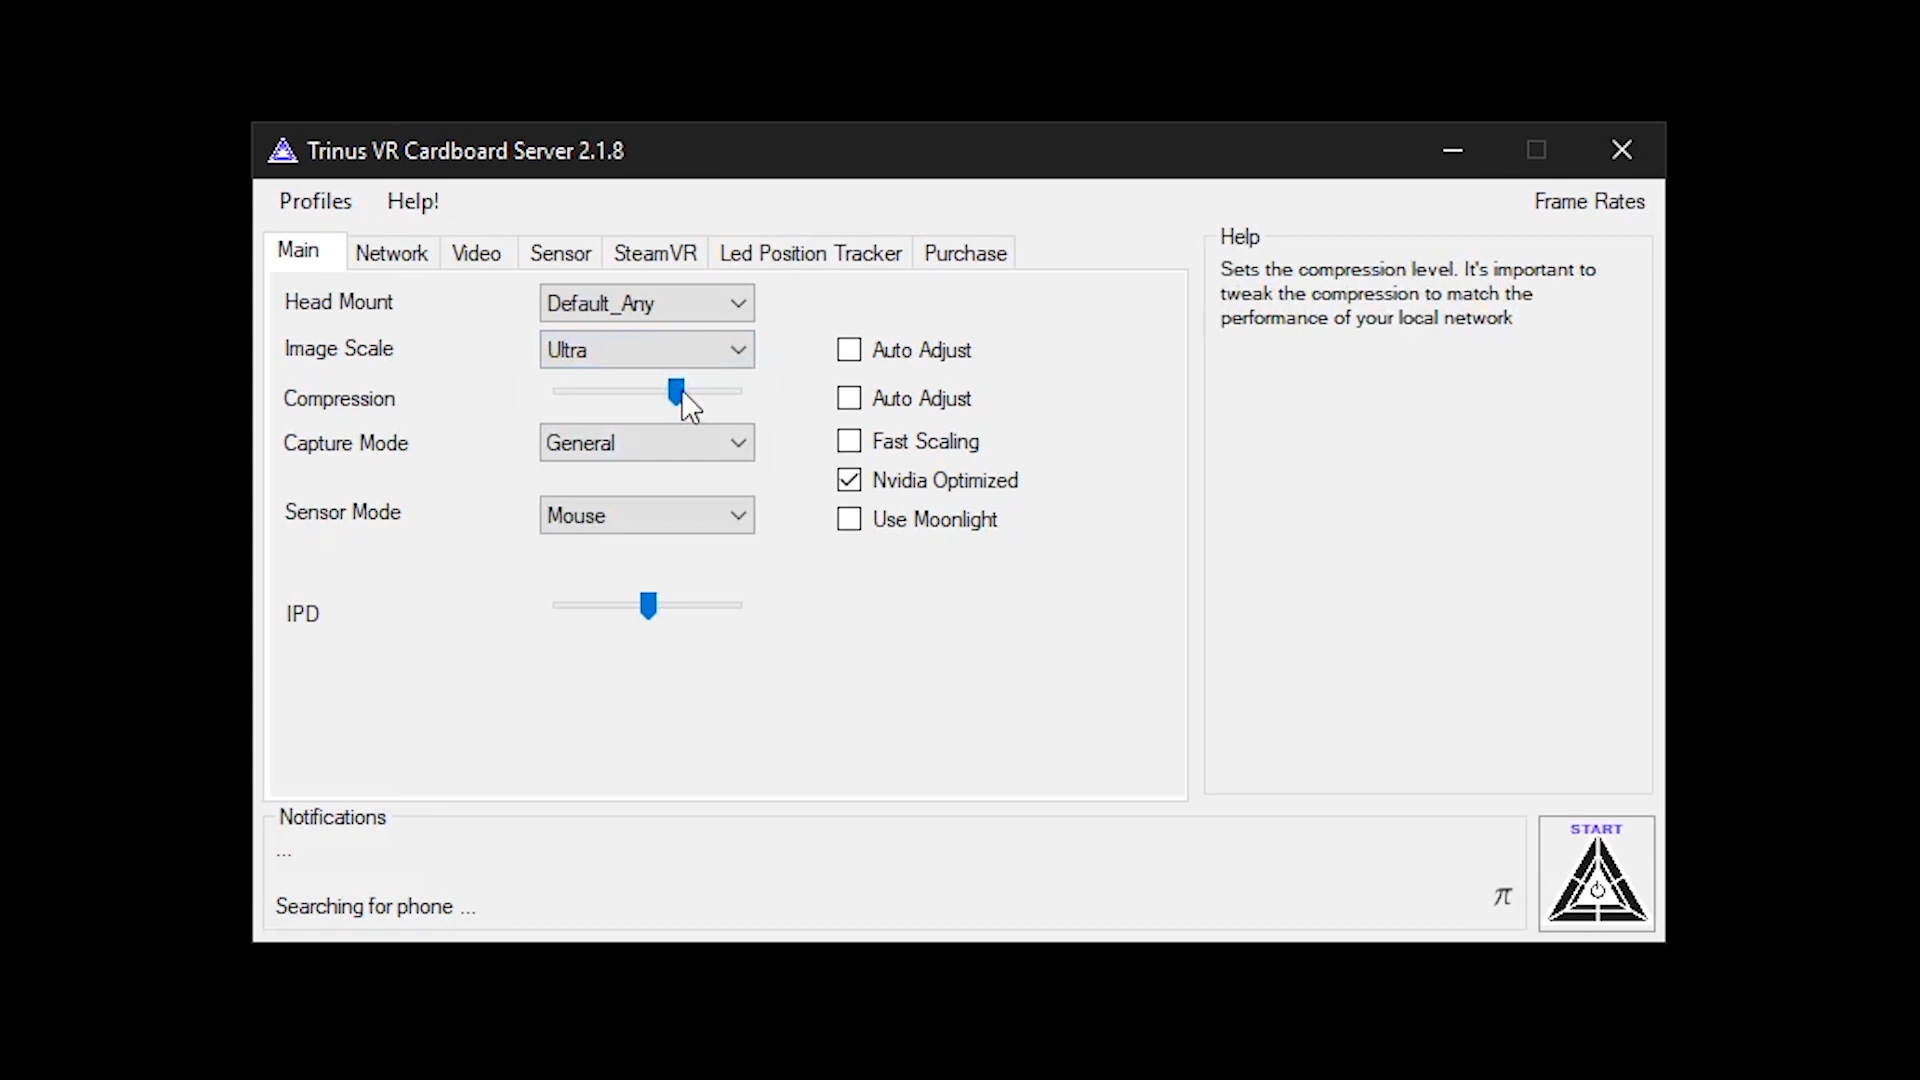 Trinus VR Cardboard Server 2.1.8
Profiles Help! Frame Rates
Main Network Video Sensor SteamVR Led Position Tracker Purchase
Head Mount Default_Any
Image Scale Ultra Auto Adjust
Compression Auto Adjust
Capture Mode General Fast Scaling
Nvidia Optimized
Sensor Mode Mouse Use Moonlight
IPD
Help
Sets the compression level. It's important to
tweak the compression to match the
performance of your local network
Notifications
...
Searching for phone ...
π
START